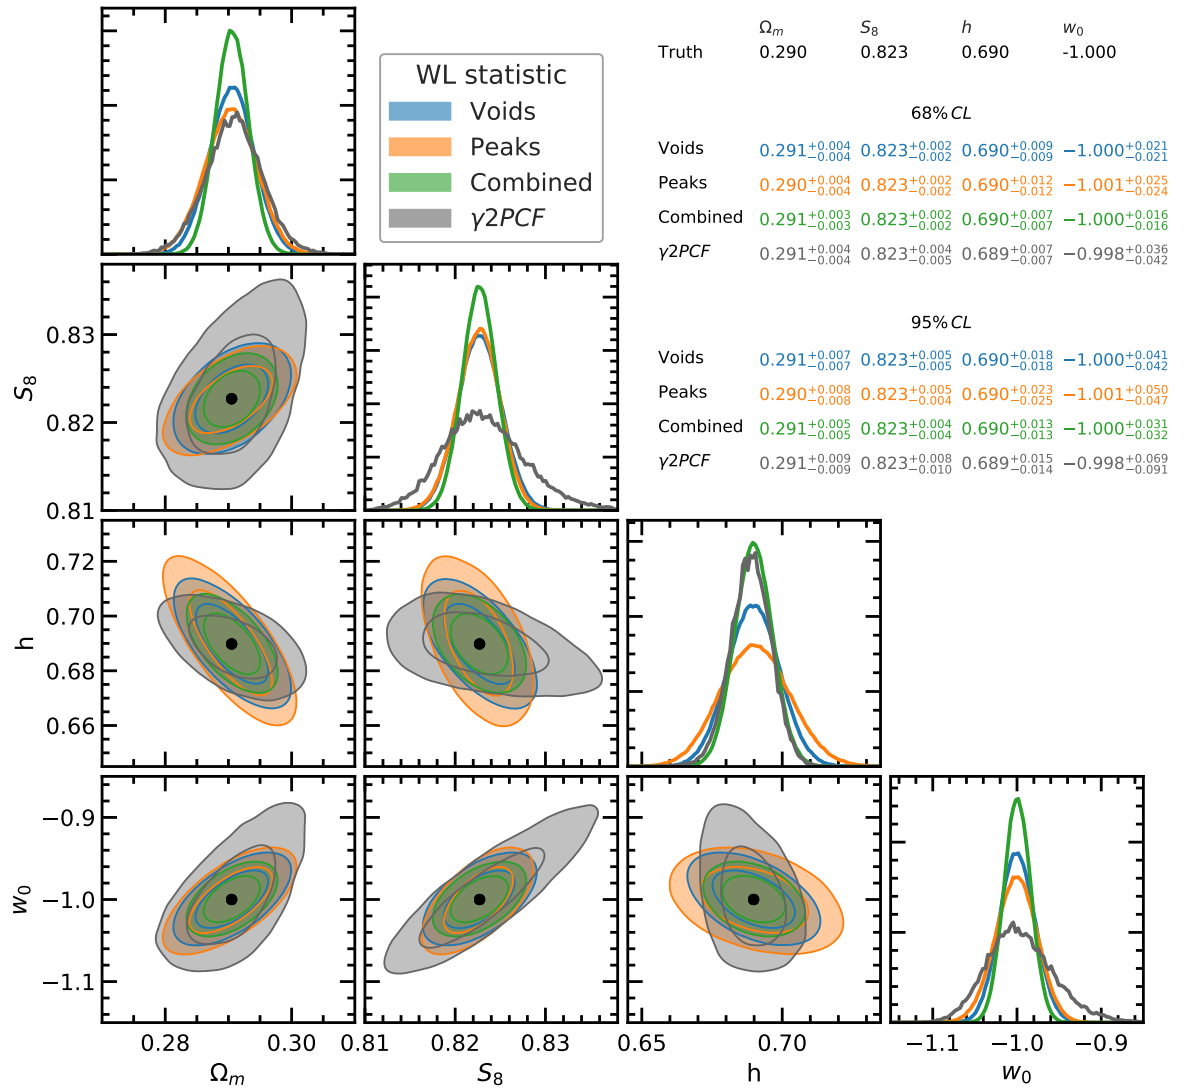 Ωm S8 h w0
Truth 0.290 0.823 0.690 -1.000
WL statistic
Voids
Peaks
Combined
γ2PCF
68% CL
Voids 0.291+0.004−0.004 0.823+0.002−0.002 0.690+0.009−0.009 −1.000+0.021−0.021
Peaks 0.290+0.004−0.004 0.823+0.002−0.002 0.690+0.012−0.012 −1.001+0.025−0.024
Combined 0.291+0.003−0.003 0.823+0.002−0.002 0.690+0.007−0.007 −1.000+0.016−0.016
γ2PCF 0.291+0.004−0.004 0.823+0.004−0.005 0.689+0.007−0.007 −0.998+0.036−0.042
95% CL
Voids 0.291+0.007−0.007 0.823+0.005−0.005 0.690+0.018−0.018 −1.000+0.041−0.042
Peaks 0.290+0.008−0.008 0.823+0.005−0.004 0.690+0.023−0.025 −1.001+0.050−0.047
Combined 0.291+0.005−0.005 0.823+0.004−0.004 0.690+0.013−0.013 −1.000+0.031−0.032
γ2PCF 0.291+0.009−0.009 0.823+0.008−0.010 0.689+0.015−0.014 −0.998+0.069−0.091
S8
0.83
0.82
0.81
h
0.72
0.70
0.68
0.66
w0
−0.9
−1.0
−1.1
0.28 0.30
Ωm
0.81 0.82 0.83
S8
0.65 0.70
h
−1.1 −1.0 −0.9
w0